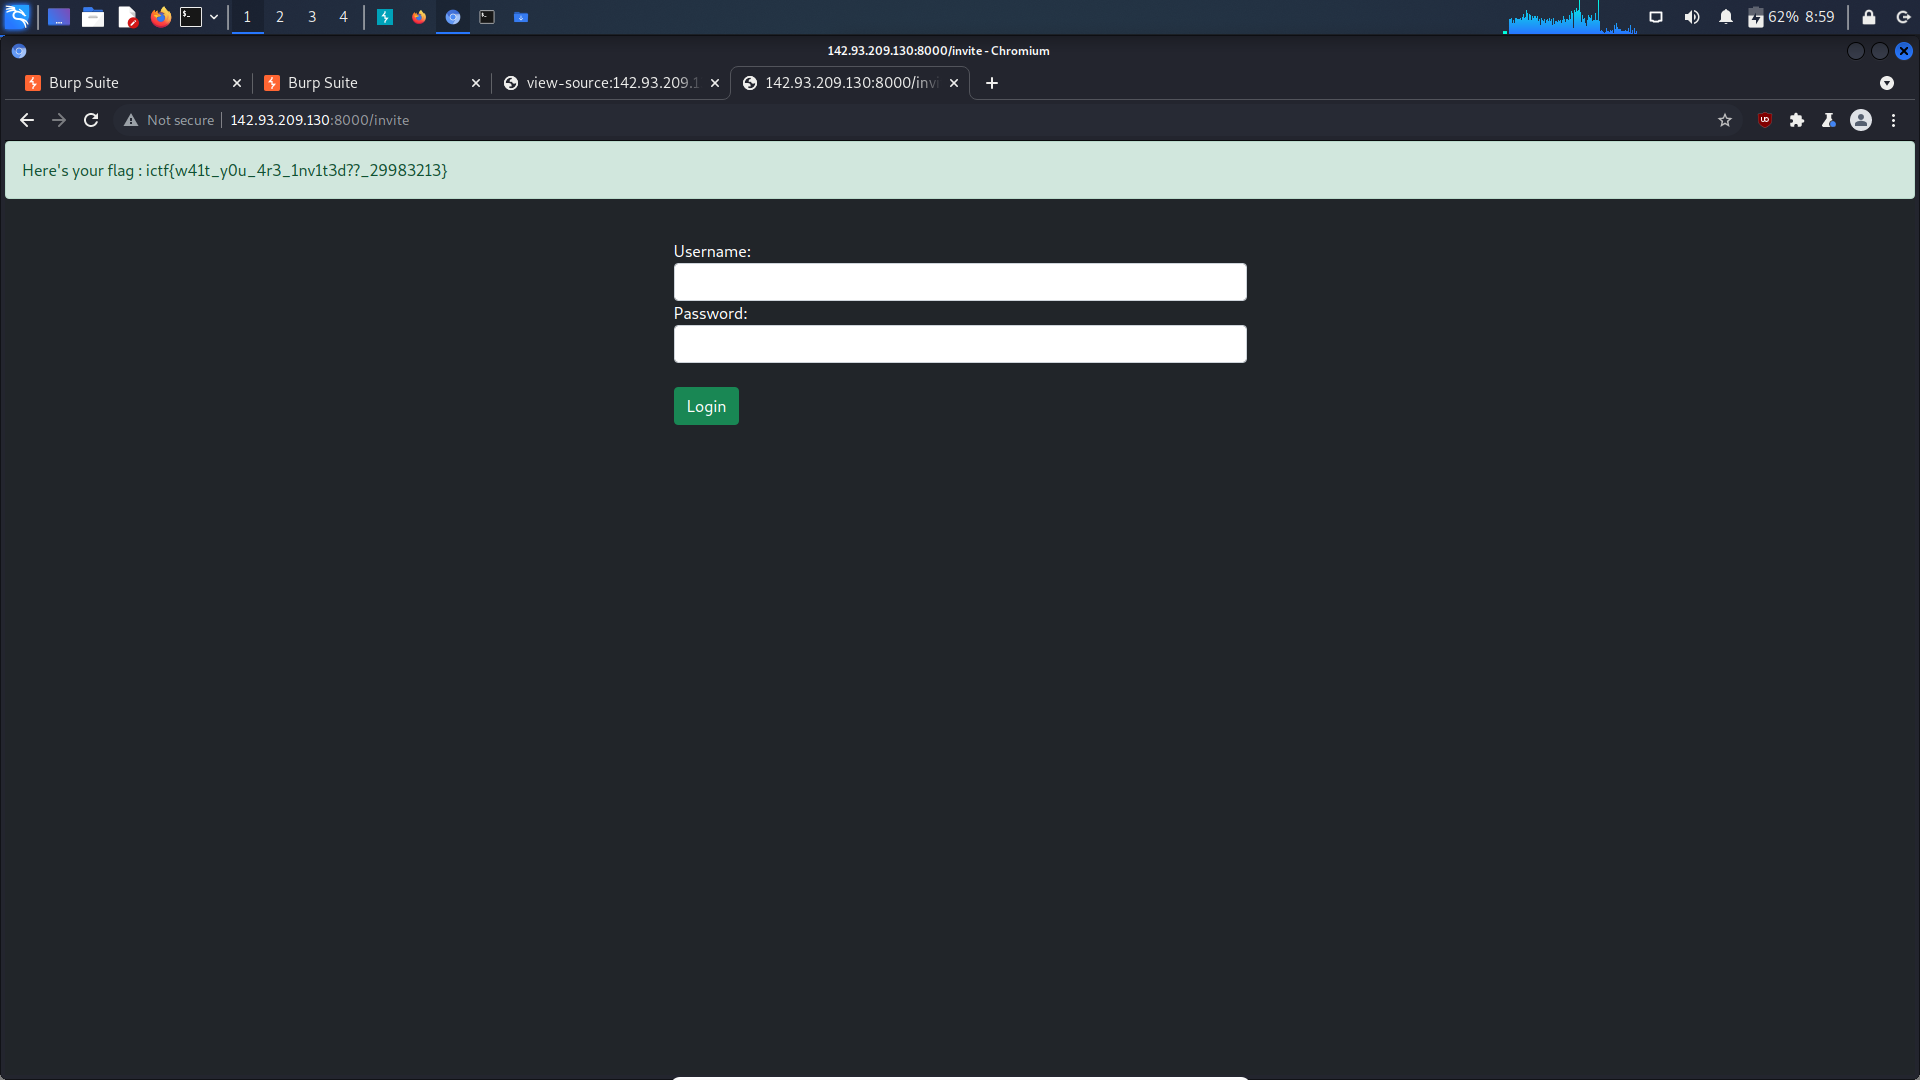 1 2 3 4 62% 8:59
142.93.209.130:8000/invite - Chromium
Burp Suite Burp Suite view-source:142.93.209.1 142.93.209.130:8000/invi
Not secure 142.93.209.130:8000/invite
Here's your flag : ictf{w41t_y0u_4r3_1nv1t3d??_29983213}
Username:
Password:
Login